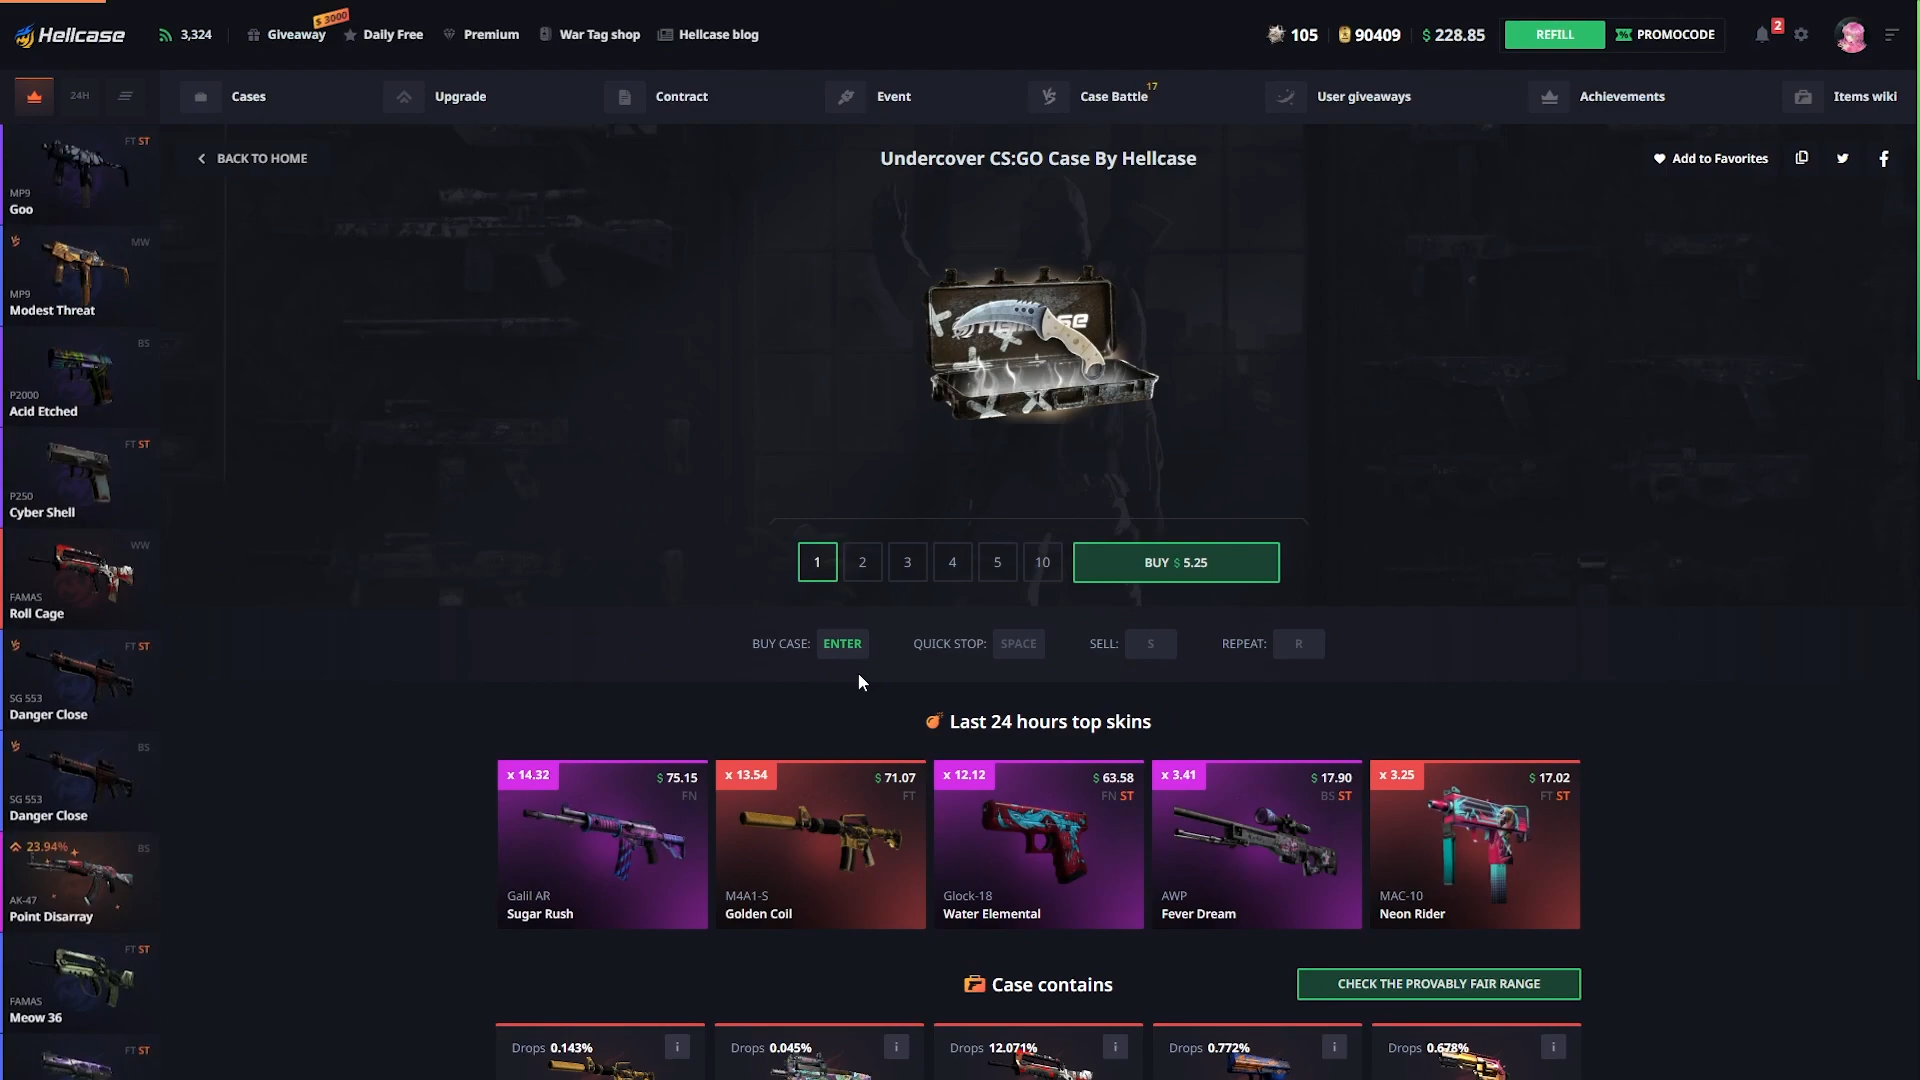 Hellcase
3,324
Giveaway
$ 3000
Daily Free
Premium
War Tag shop
Hellcase blog
105
90409
$ 228.85
REFILL
PROMOCODE
2
24H
Cases
Upgrade
Contract
Event
Case Battle
17
User giveaways
Achievements
Items wiki
BACK TO HOME
Undercover CS:GO Case By Hellcase
Add to Favorites
FT ST
MP9
Goo
MW
MP9
Modest Threat
BS
P2000
Acid Etched
FT ST
P250
Cyber Shell
WW
FAMAS
Roll Cage
FT ST
SG 553
Danger Close
BS
SG 553
Danger Close
23.94%
BS
AK-47
Point Disarray
FT ST
FAMAS
Meow 36
FT ST
1
2
3
4
5
10
BUY $ 5.25
BUY CASE: ENTER
QUICK STOP: SPACE
SELL: S
REPEAT: R
Last 24 hours top skins
x 14.32
$ 75.15
FN
Galil AR
Sugar Rush
x 13.54
$ 71.07
FT
M4A1-S
Golden Coil
x 12.12
$ 63.58
FN ST
Glock-18
Water Elemental
x 3.41
$ 17.90
BS ST
AWP
Fever Dream
x 3.25
$ 17.02
FT ST
MAC-10
Neon Rider
Case contains
CHECK THE PROVABLY FAIR RANGE
Drops 0.143%
i
Drops 0.045%
i
Drops 12.071%
i
Drops 0.772%
i
Drops 0.678%
i